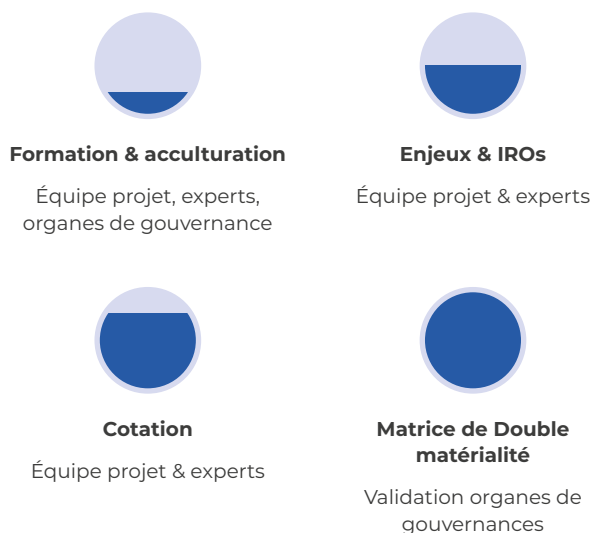 Formation & acculturation
Équipe projet, experts,
organes de gouvernance
Enjeux & IROs
Équipe projet & experts
Cotation
Équipe projet & experts
Matrice de Double
matérialité
Validation organes de
gouvernances